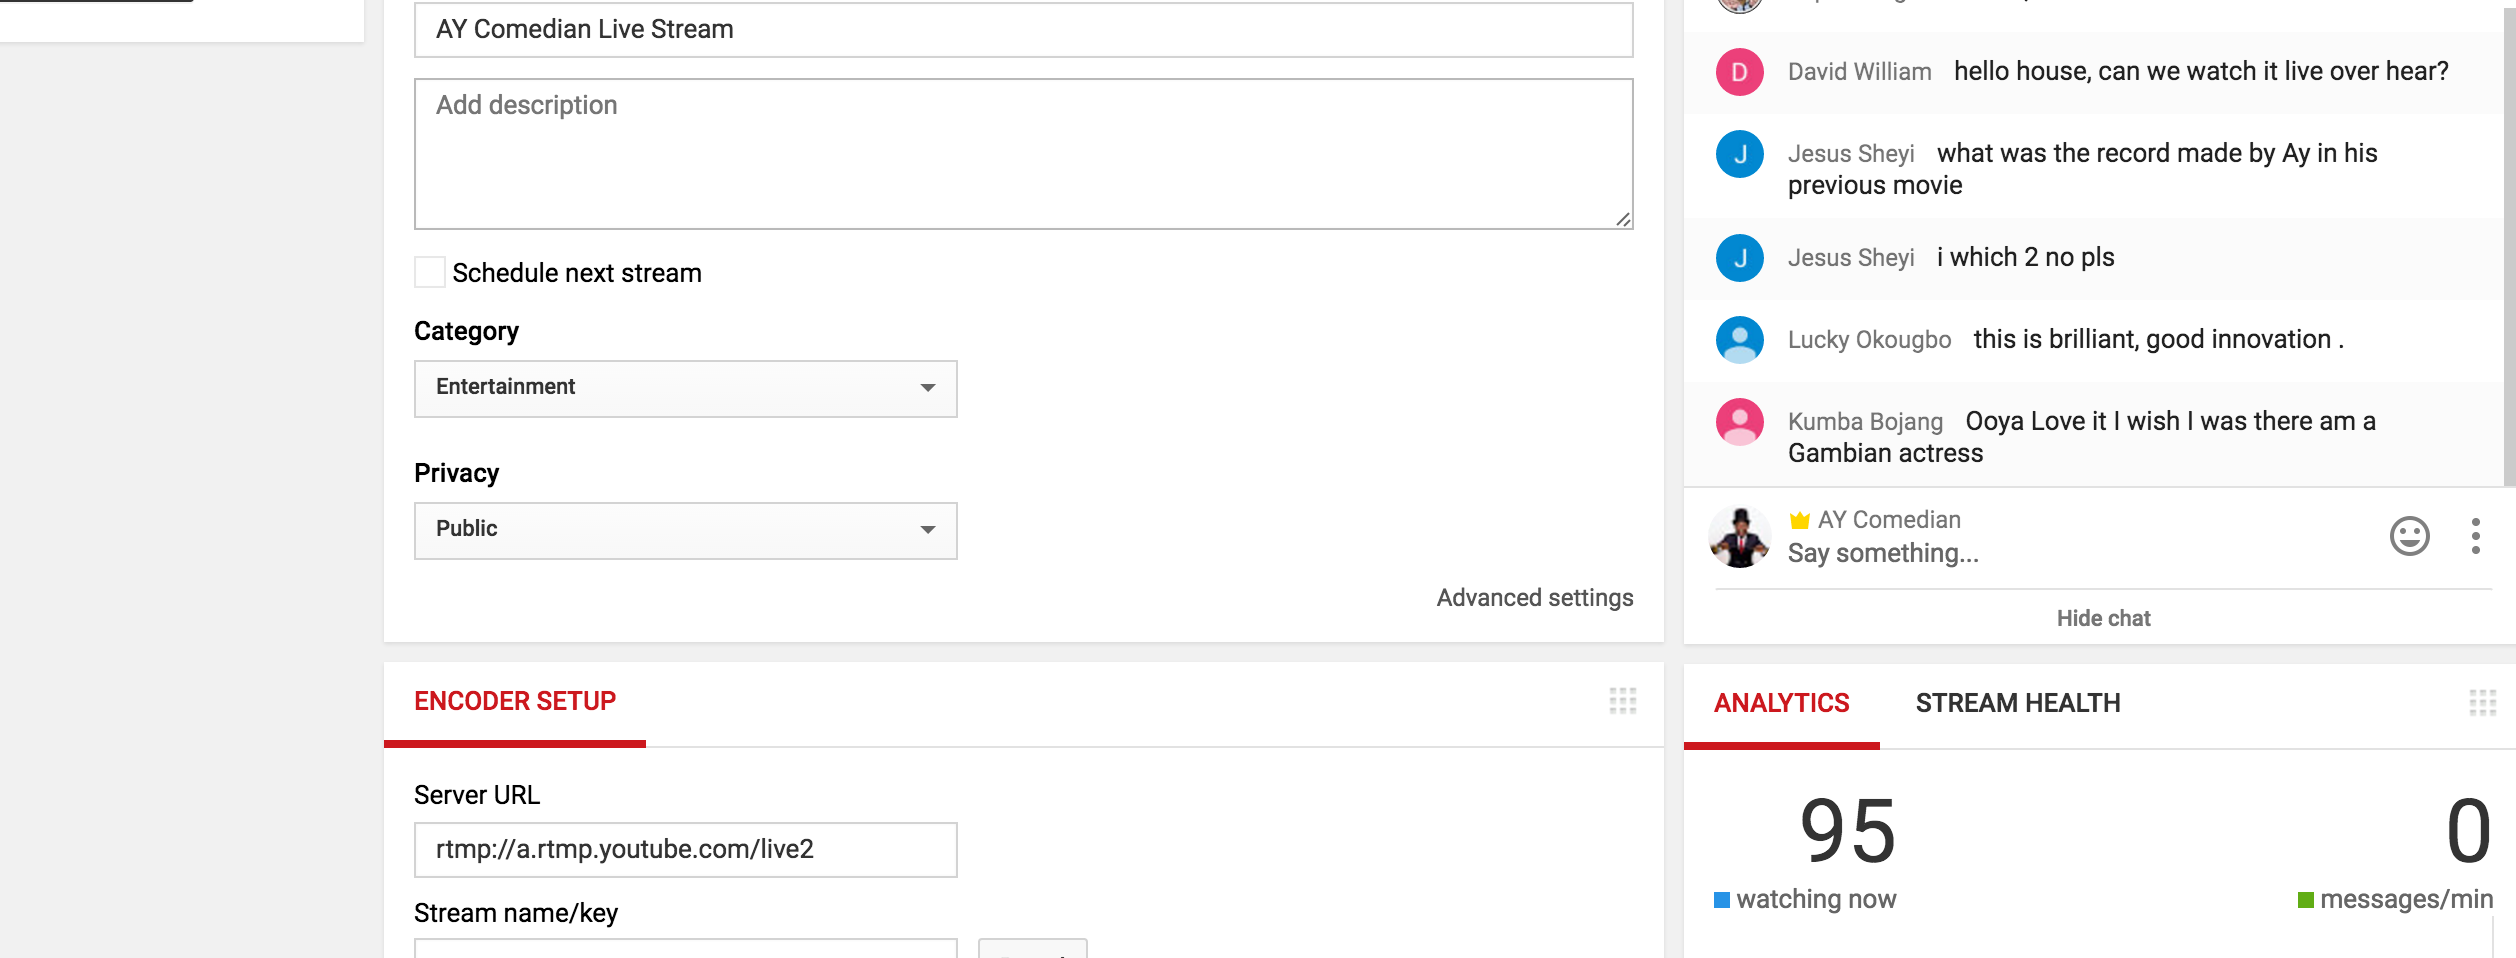 AY Comedian Live Stream
Add description
Schedule next stream
Category
Entertainment
Privacy
Public
Advanced settings
ENCODER SETUP
Server URL
rtmp://a.rtmp.youtube.com/live2
Stream name/key
David William hello house, can we watch it live over hear?
Jesus Sheyi what was the record made by Ay in his
previous movie
Jesus Sheyi i which 2 no pls
Lucky Okougbo this is brilliant, good innovation .
Kumba Bojang Ooya Love it I wish I was there am a
Gambian actress
AY Comedian
Say something...
Hide chat
ANALYTICS STREAM HEALTH
95 0
watching now messages/min